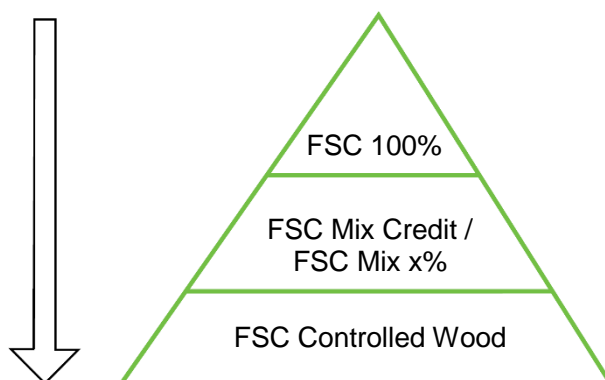 FSC 100%
FSC Mix Credit /
FSC Mix x%
FSC Controlled Wood